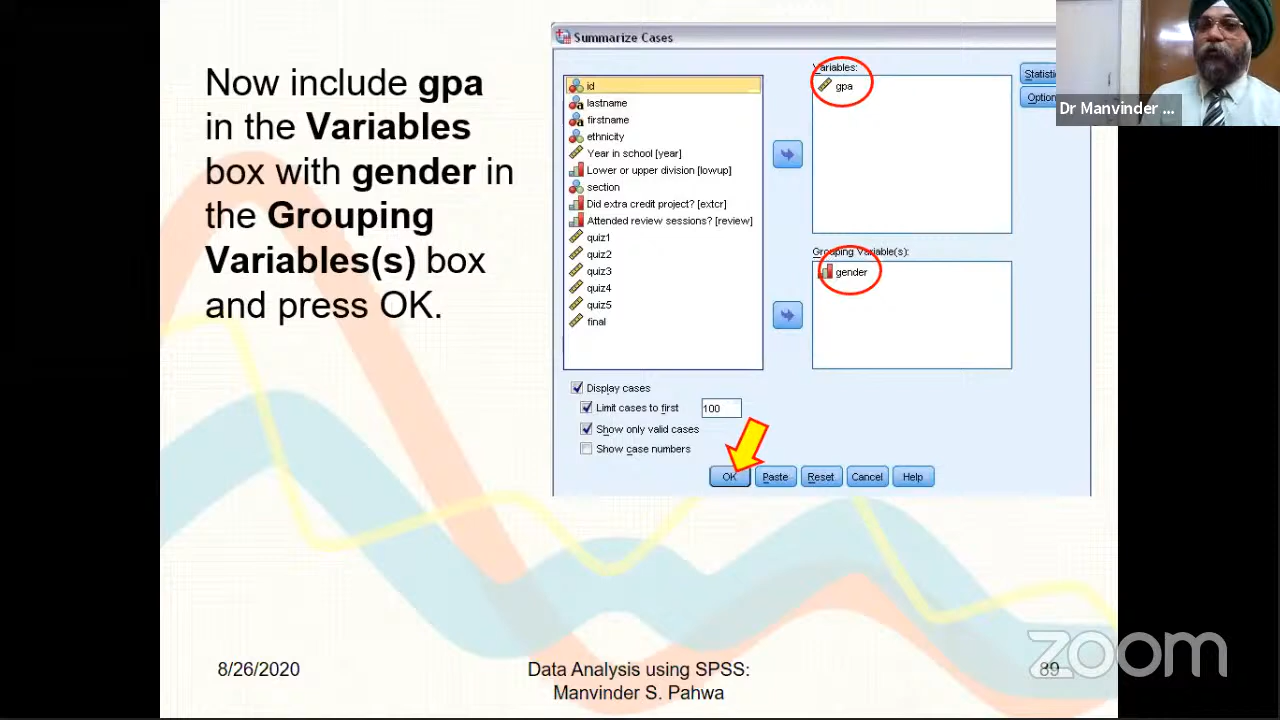 Now include gpa
in the Variables
box with gender in
the Grouping
Variables(s) box
and press OK.
Summarize Cases
id
lastname
firstname
ethnicity
Year in school [year]
Lower or upper division [lowup]
section
Did extra credit project? [extcr]
Attended review sessions? [review]
quiz1
quiz2
quiz3
quiz4
quiz5
final
Variables:
gpa
Grouping Variable(s):
gender
Display cases
Limit cases to first 100
Show only valid cases
Show case numbers
OK Paste Reset Cancel Help
Dr Manvinder ...
8/26/2020
Data Analysis using SPSS:
Manvinder S. Pahwa
89
zoom